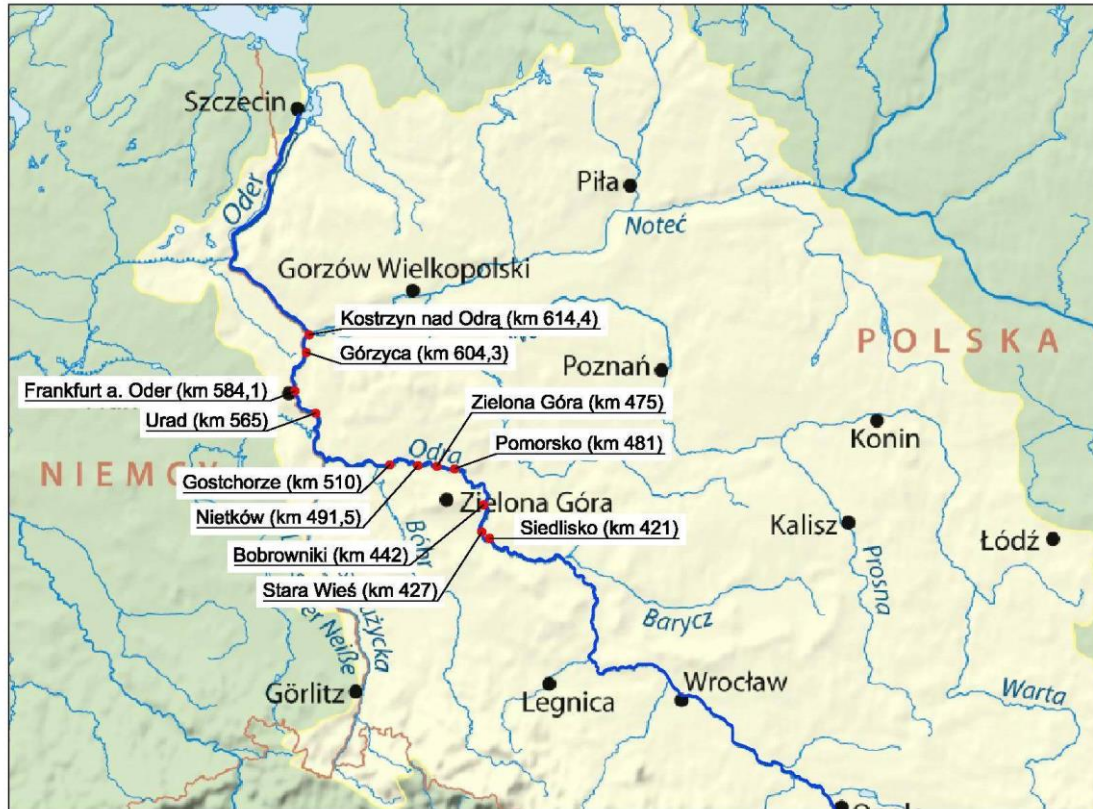 Szczecin
Oder
Piła
Noteć
Gorzów Wielkopolski
Kostrzyn nad Odrą (km 614,4)
POLSKA
Górzyca (km 604,3)
Poznań
Frankfurt a. Oder (km 584,1)
Zielona Góra (km 475)
Urad (km 565)
Konin
Odra
Pomorsko (km 481)
NIEMCY
Gostchorze (km 510)
Zielona Góra
Nietków (km 491,5)
Bóbr
Siedlisko (km 421)
Kalisz
Łódź
Bobrowniki (km 442)
Prosna
Stara Wieś (km 427)
Barycz
Neiße
użycka
Görlitz
Legnica
Wrocław
Warta